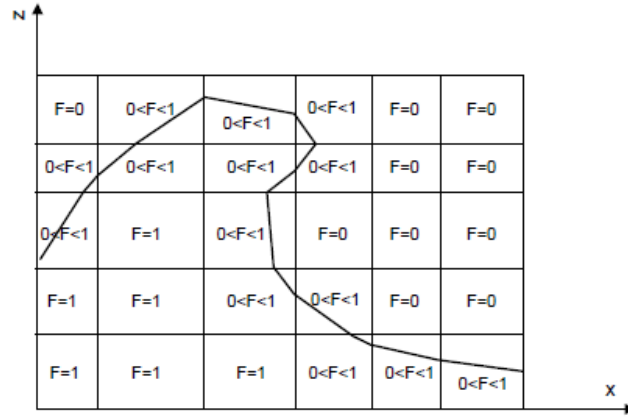 z
F=0 0<F<1 0<F<1 0<F<1 F=0 F=0
0<F<1 0<F<1 0<F<1 0<F<1 F=0 F=0
0<F<1 F=1 0<F<1 F=0 F=0 F=0
F=1 F=1 0<F<1 0<F<1 F=0 F=0
F=1 F=1 F=1 0<F<1 0<F<1 0<F<1
x